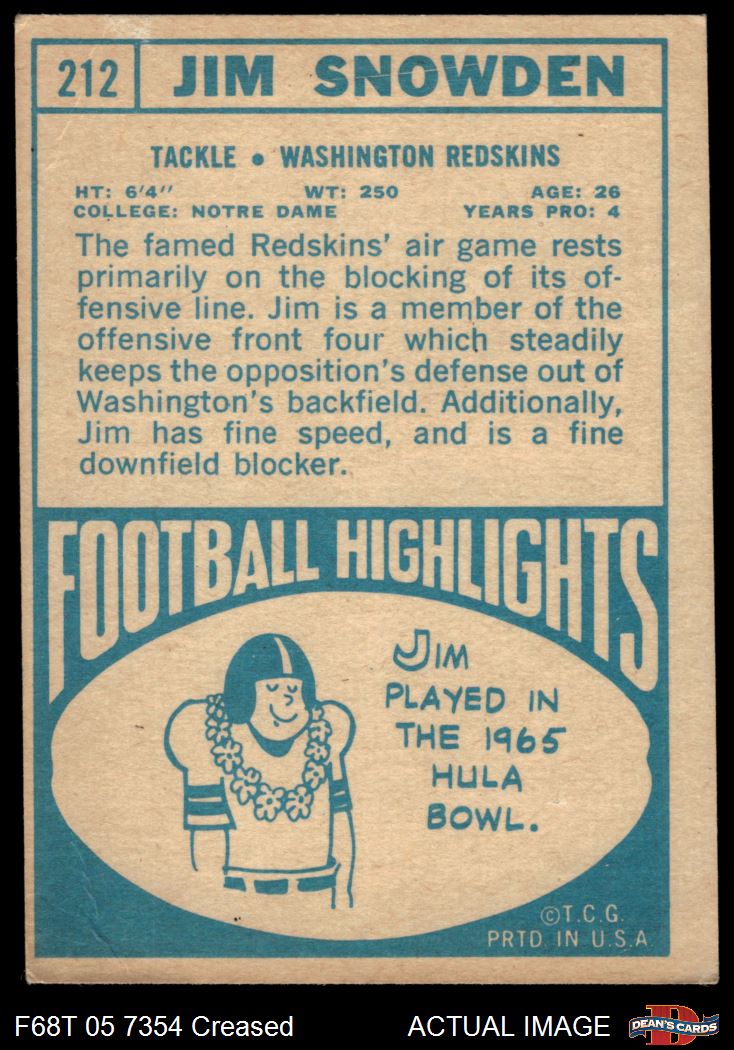 212 JIM SNOWDEN
TACKLE • WASHINGTON REDSKINS
HT: 6'4" WT: 250 AGE: 26
COLLEGE: NOTRE DAME YEARS PRO: 4
The famed Redskins' air game rests
primarily on the blocking of its of-
fensive line. Jim is a member of the
offensive front four which steadily
keeps the opposition's defense out of
Washington's backfield. Additionally,
Jim has fine speed, and is a fine
downfield blocker.
FOOTBALL HIGHLIGHTS
JIM
PLAYED IN
THE 1965
HULA
BOWL.
©T.C.G.
PRTD. IN U.S.A.
F68T 05 7354 Creased ACTUAL IMAGE DEAN'S CARDS